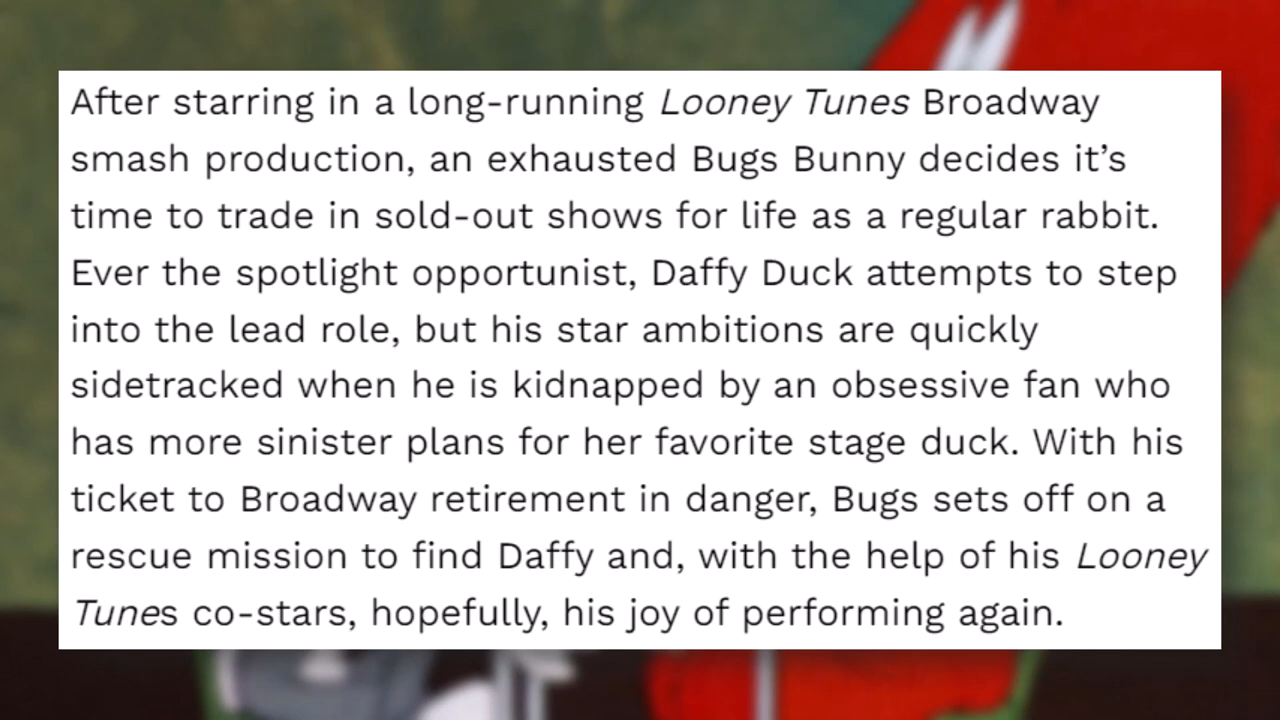 After starring in a long-running Looney Tunes Broadway
smash production, an exhausted Bugs Bunny decides it’s
time to trade in sold-out shows for life as a regular rabbit.
Ever the spotlight opportunist, Daffy Duck attempts to step
into the lead role, but his star ambitions are quickly
sidetracked when he is kidnapped by an obsessive fan who
has more sinister plans for her favorite stage duck. With his
ticket to Broadway retirement in danger, Bugs sets off on a
rescue mission to find Daffy and, with the help of his Looney
Tunes co-stars, hopefully, his joy of performing again.